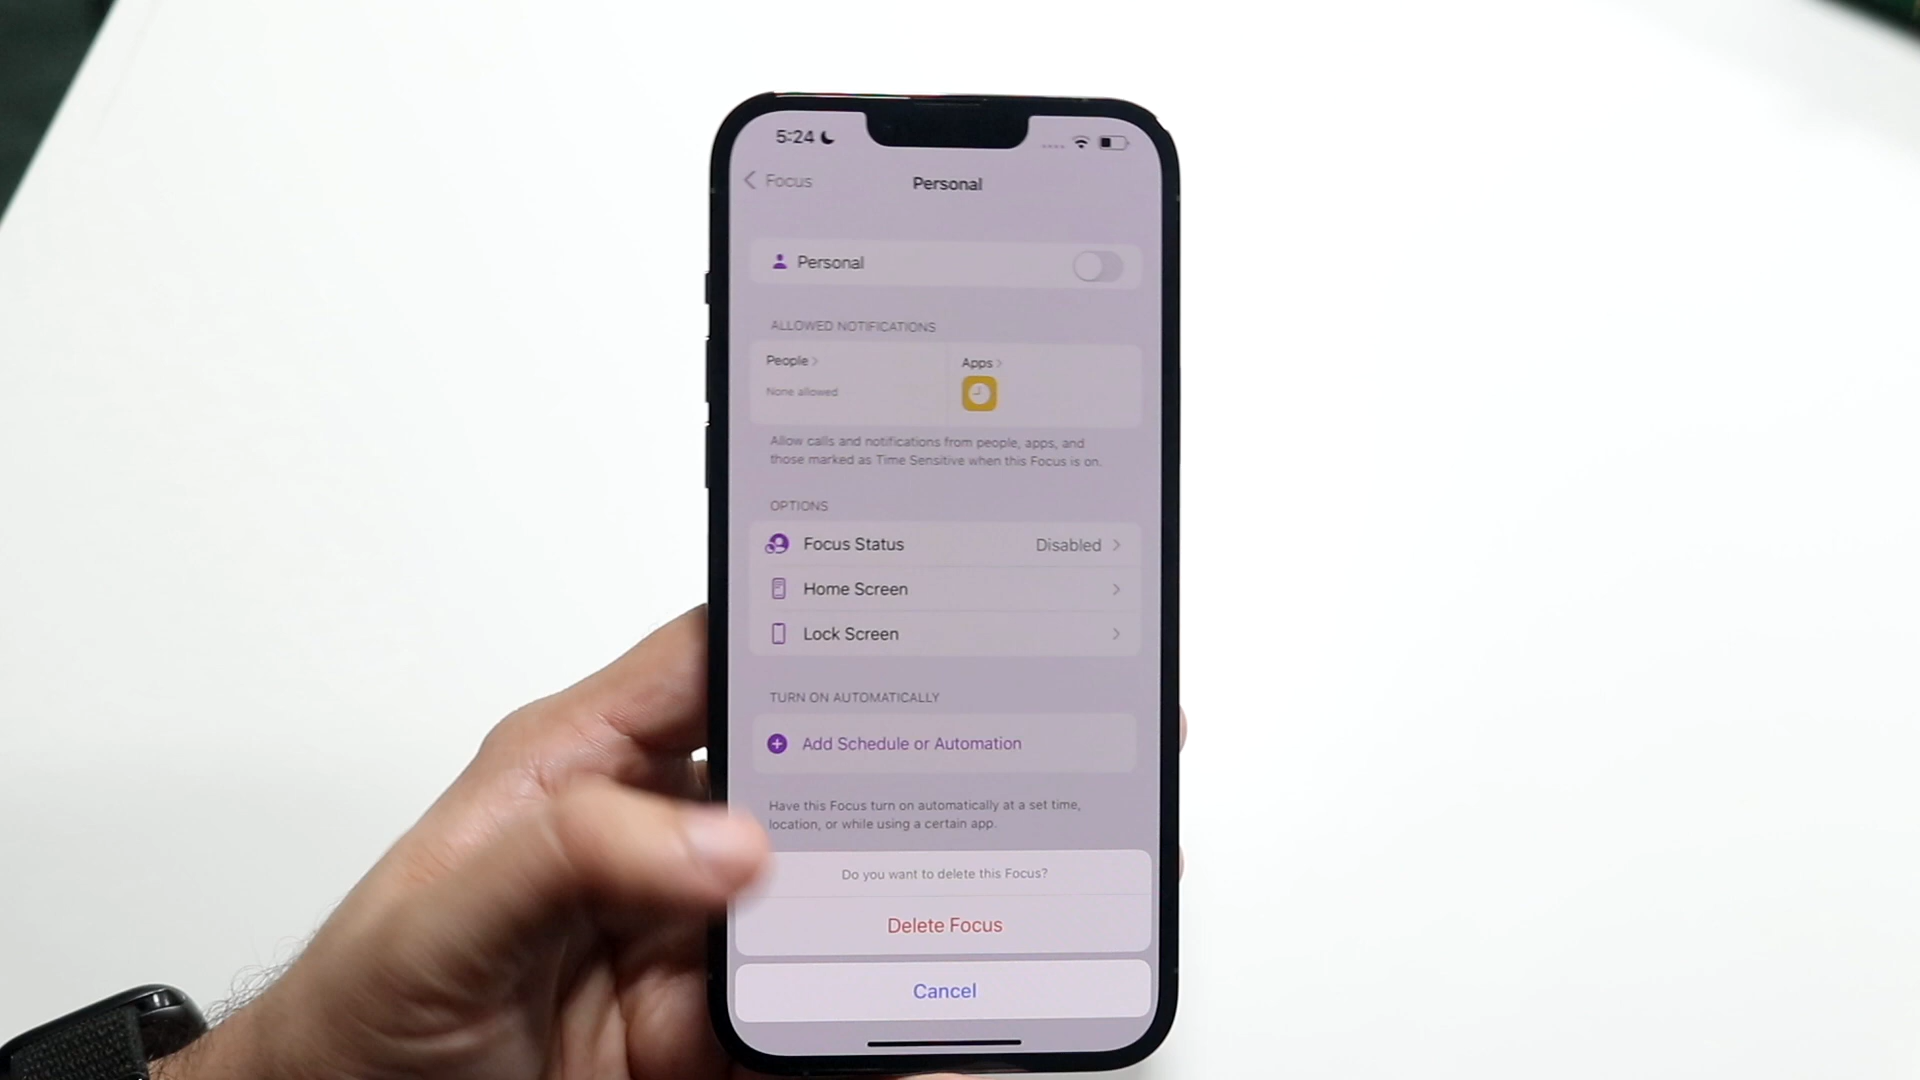 5:24
Focus
Personal
Personal
ALLOWED NOTIFICATIONS
People
Apps
None allowed
Allow calls and notifications from people, apps, and
those marked as Time Sensitive when this Focus is on.
OPTIONS
Focus Status Disabled
Home Screen
Lock Screen
TURN ON AUTOMATICALLY
Add Schedule or Automation
Have this Focus turn on automatically at a set time,
location, or while using a certain app.
Do you want to delete this Focus?
Delete Focus
Cancel